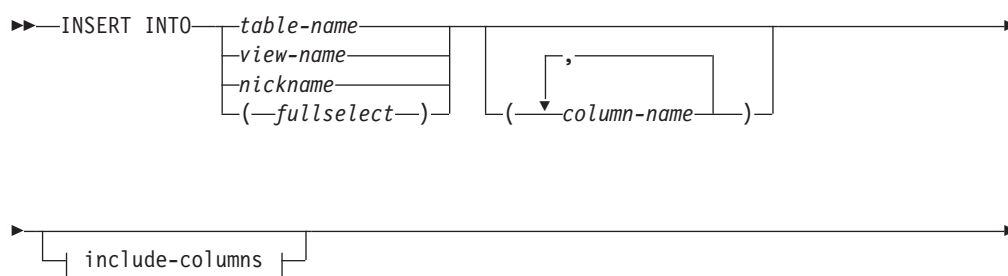 INSERT INTO table-name
view-name
nickname
( fullselect )
,
( column-name )
include-columns